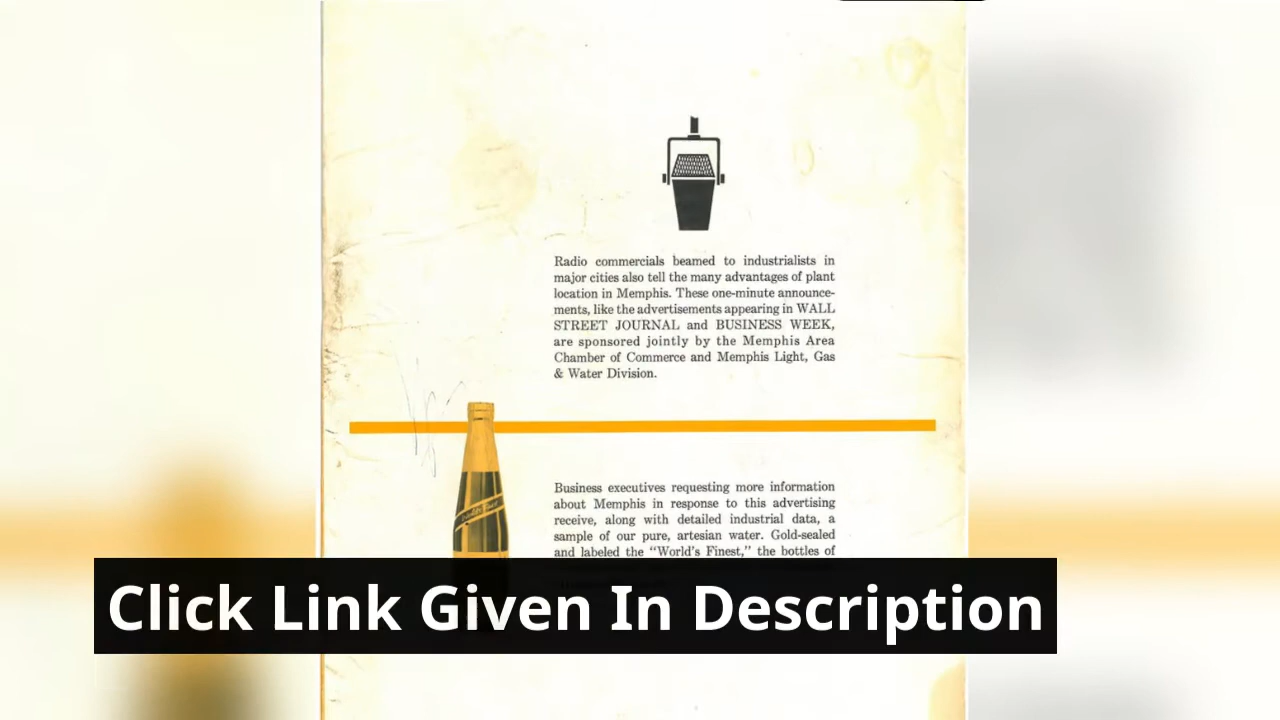 Radio commercials beamed to industrialists in
major cities also tell the many advantages of plant
location in Memphis. These one-minute announce-
ments, like the advertisements appearing in WALL
STREET JOURNAL and BUSINESS WEEK,
are sponsored jointly by the Memphis Area
Chamber of Commerce and Memphis Light, Gas
& Water Division.
Business executives requesting more information
about Memphis in response to this advertising
receive, along with detailed industrial data, a
sample of our pure, artesian water. Gold-sealed
and labeled the “World’s Finest,” the bottles of
Click Link Given In Description